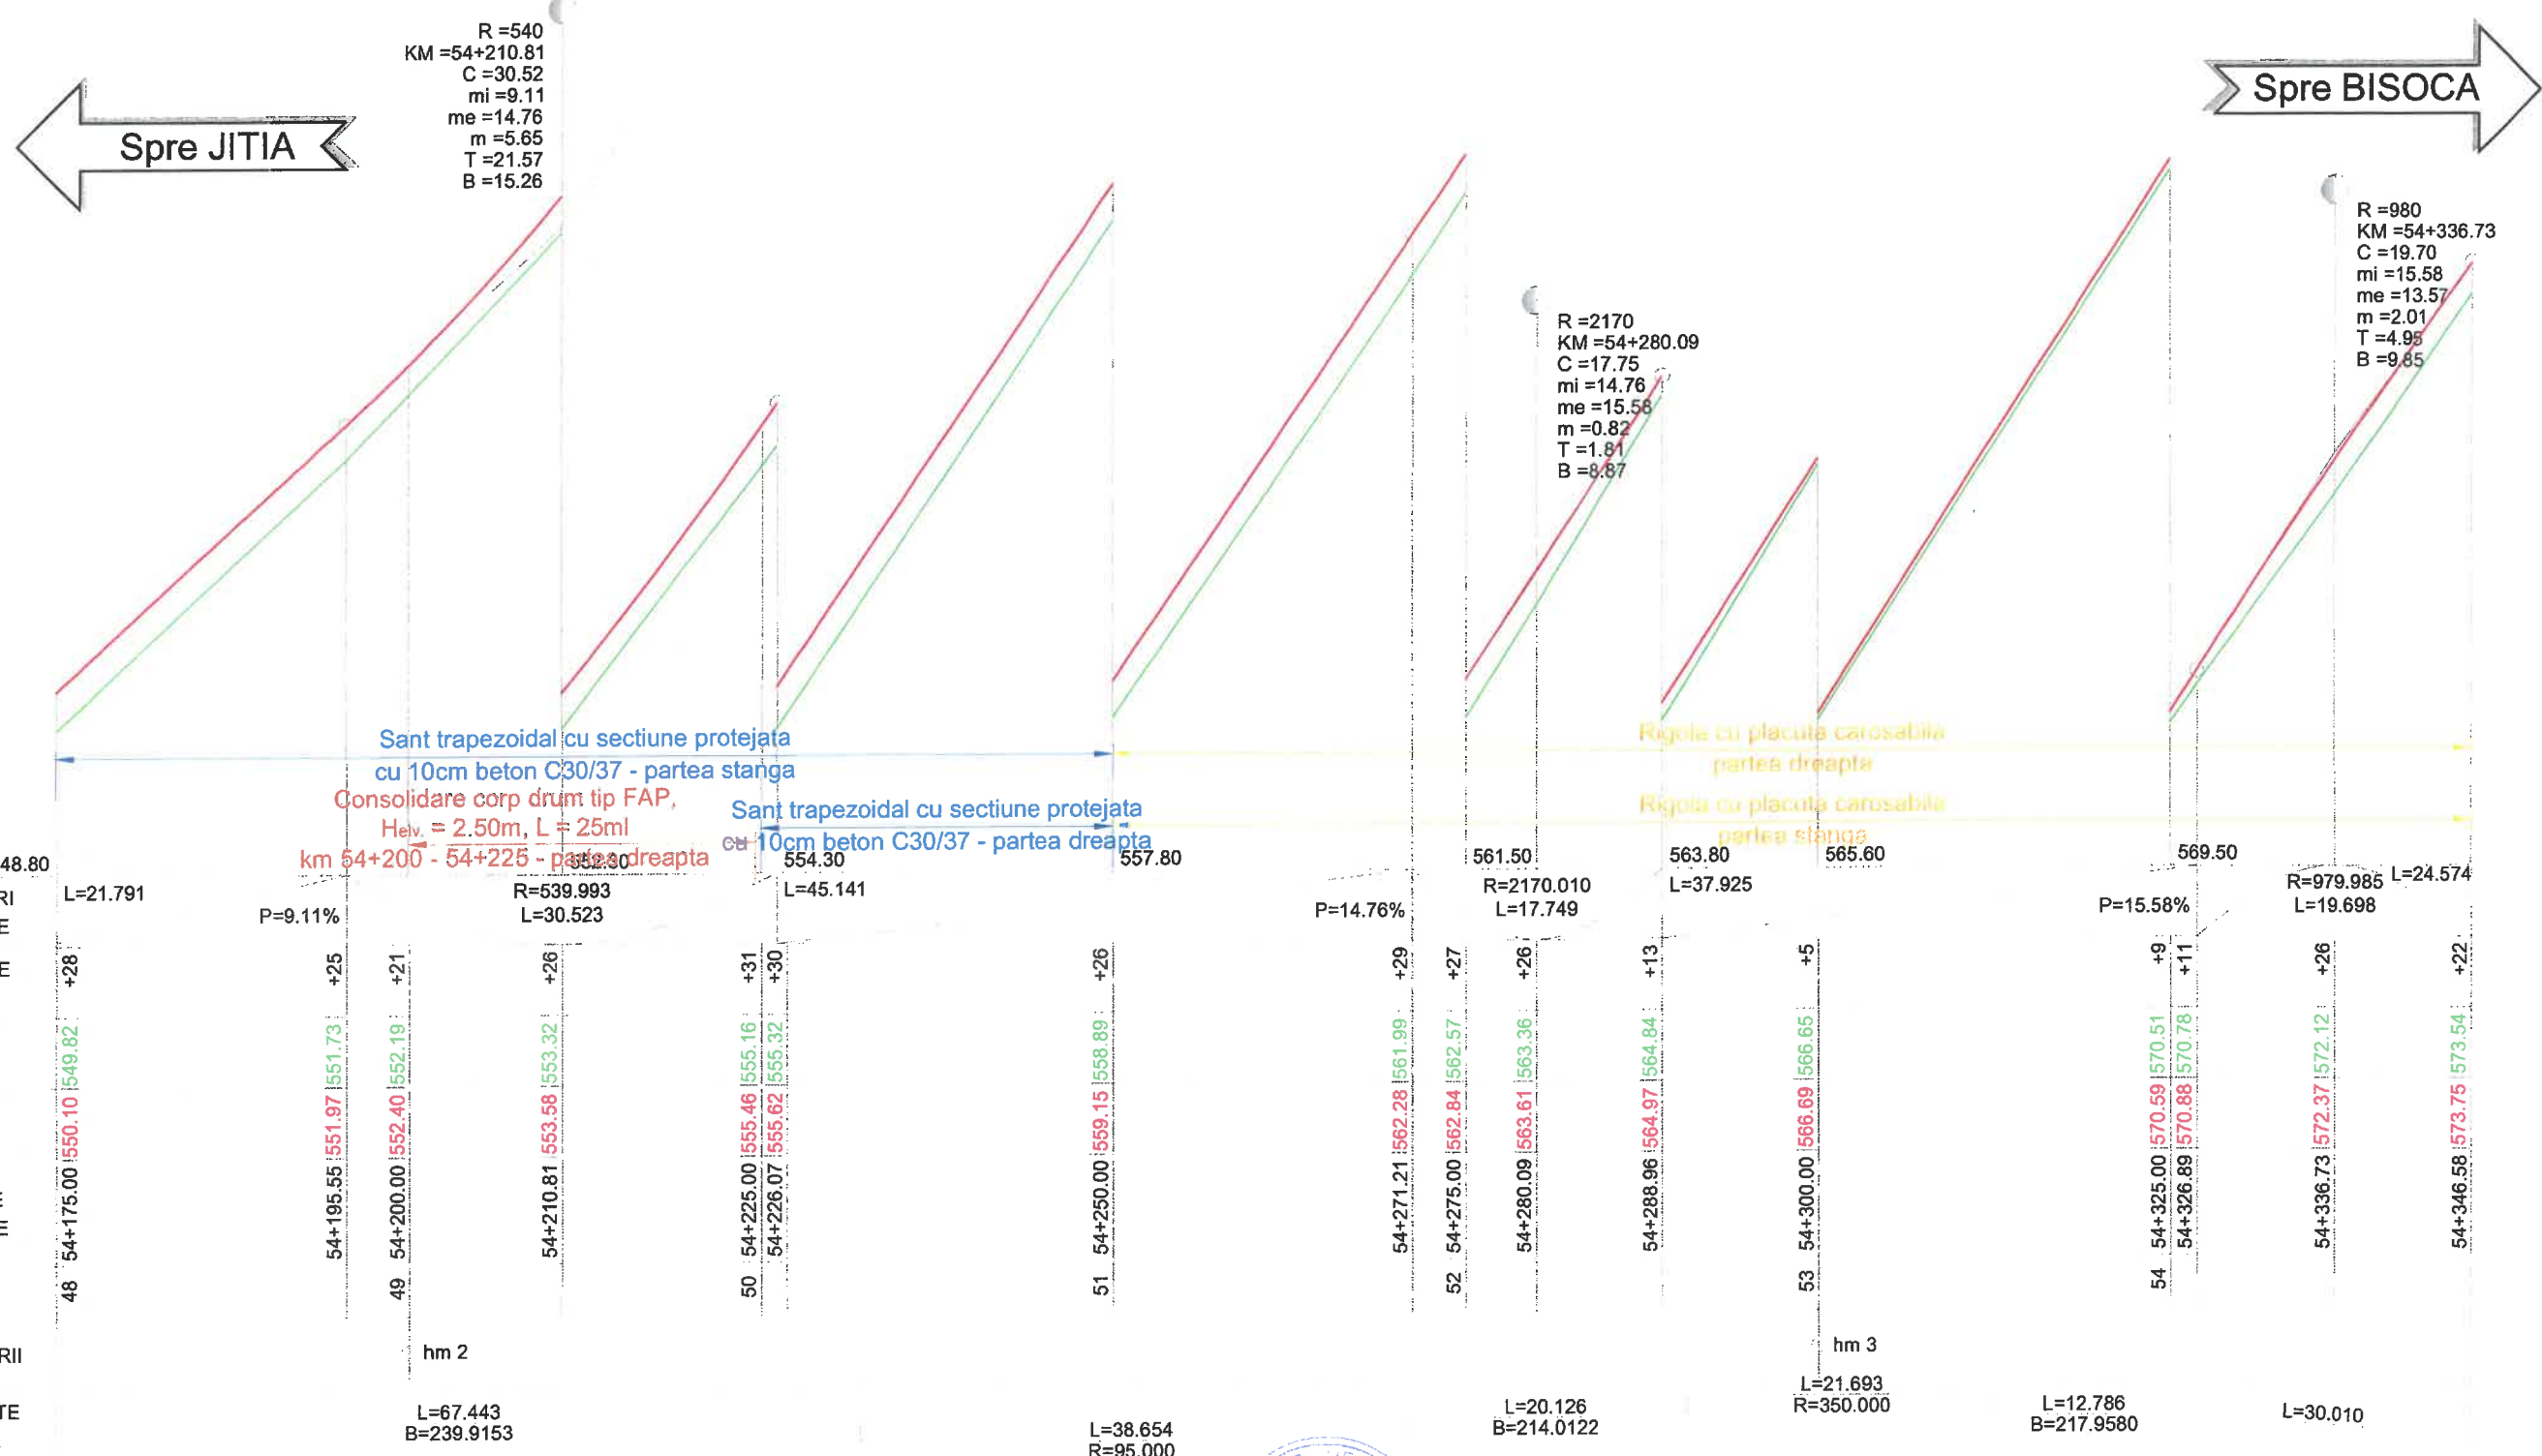 R =540
KM =54+210.81
C =30.52
mi =9.11
me =14.76
m =5.65
T =21.57
B =15.26
Spre JITIA
Spre BISOCA
R =980
KM =54+336.73
C =19.70
mi =15.58
me =13.57
m =2.01
T =4.95
B =9.85
R =2170
KM =54+280.09
C =17.75
mi =14.76
me =15.58
m =0.82
T =1.81
B =8.87
Sant trapezoidal cu sectiune protejata
cu 10cm beton C30/37 - partea stanga
Rigola cu placuta carosabila
partea dreapta
Consolidare corp drum tip FAP,
Helv. = 2.50m, L = 25ml
km 54+200 - 54+225 - partea dreapta
Sant trapezoidal cu sectiune protejata
cu 10cm beton C30/37 - partea dreapta
Rigola cu placuta carosabila
partea stanga
48.80 554.30 557.80 561.50 563.80 565.60 569.50
RI L=21.791 R=539.993 L=45.141 R=2170.010 L=37.925 R=979.985 L=24.574
P=9.11% L=30.523 P=14.76% L=17.749 P=15.58% L=19.698
E
E +28 +25 +21 +26 +31 +30 +26 +29 +27 +26 +13 +5 +9 +11 +26 +22
549.82 551.73 552.19 553.32 555.16 555.32 558.89 561.99 562.57 563.36 564.84 566.65 570.51 570.78 572.12 573.54
550.10 551.97 552.40 553.58 555.46 555.62 559.15 562.28 562.84 563.61 564.97 566.69 570.59 570.88 572.37 573.75
E
E 54+175.00 54+195.55 54+200.00 54+210.81 54+225.00 54+226.07 54+250.00 54+271.21 54+275.00 54+280.09 54+288.96 54+300.00 54+325.00 54+326.89 54+336.73 54+346.58
48 49 50 51 52 53 54
RII hm 2 hm 3
TE L=67.443 L=38.654 L=20.126 L=21.693 L=12.786 L=30.010
B=239.9153 R=95.000 B=214.0122 R=350.000 B=217.9580